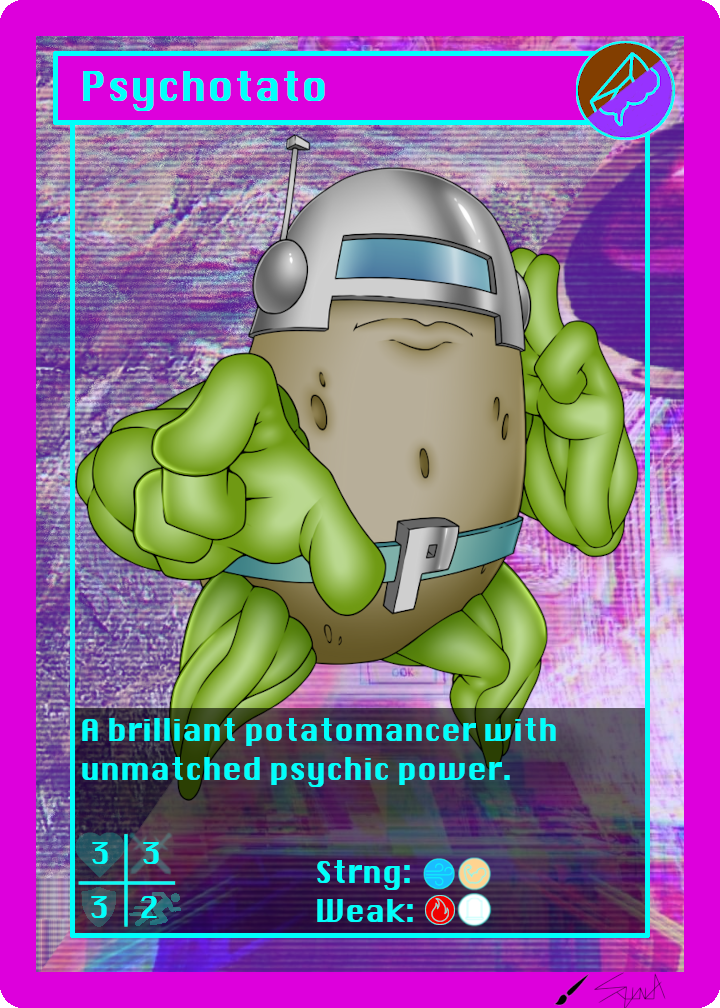 Psychotato
A brilliant potatomancer with
unmatched psychic power.
3 3
3 2
Strng:
Weak: